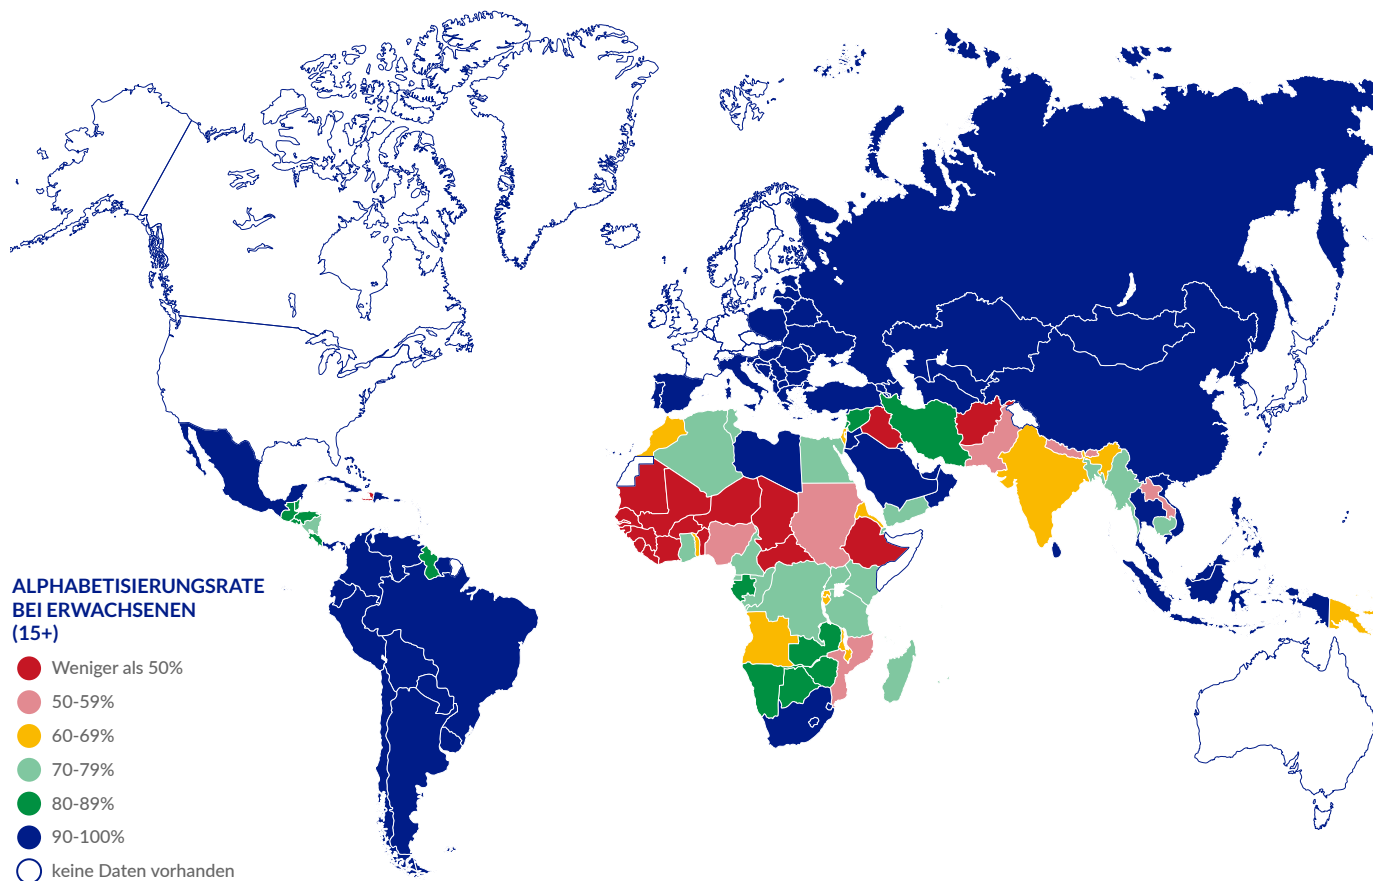 ALPHABETISIERUNGSRATE
BEI ERWACHSENEN
(15+)
Weniger als 50%
50-59%
60-69%
70-79%
80-89%
90-100%
keine Daten vorhanden